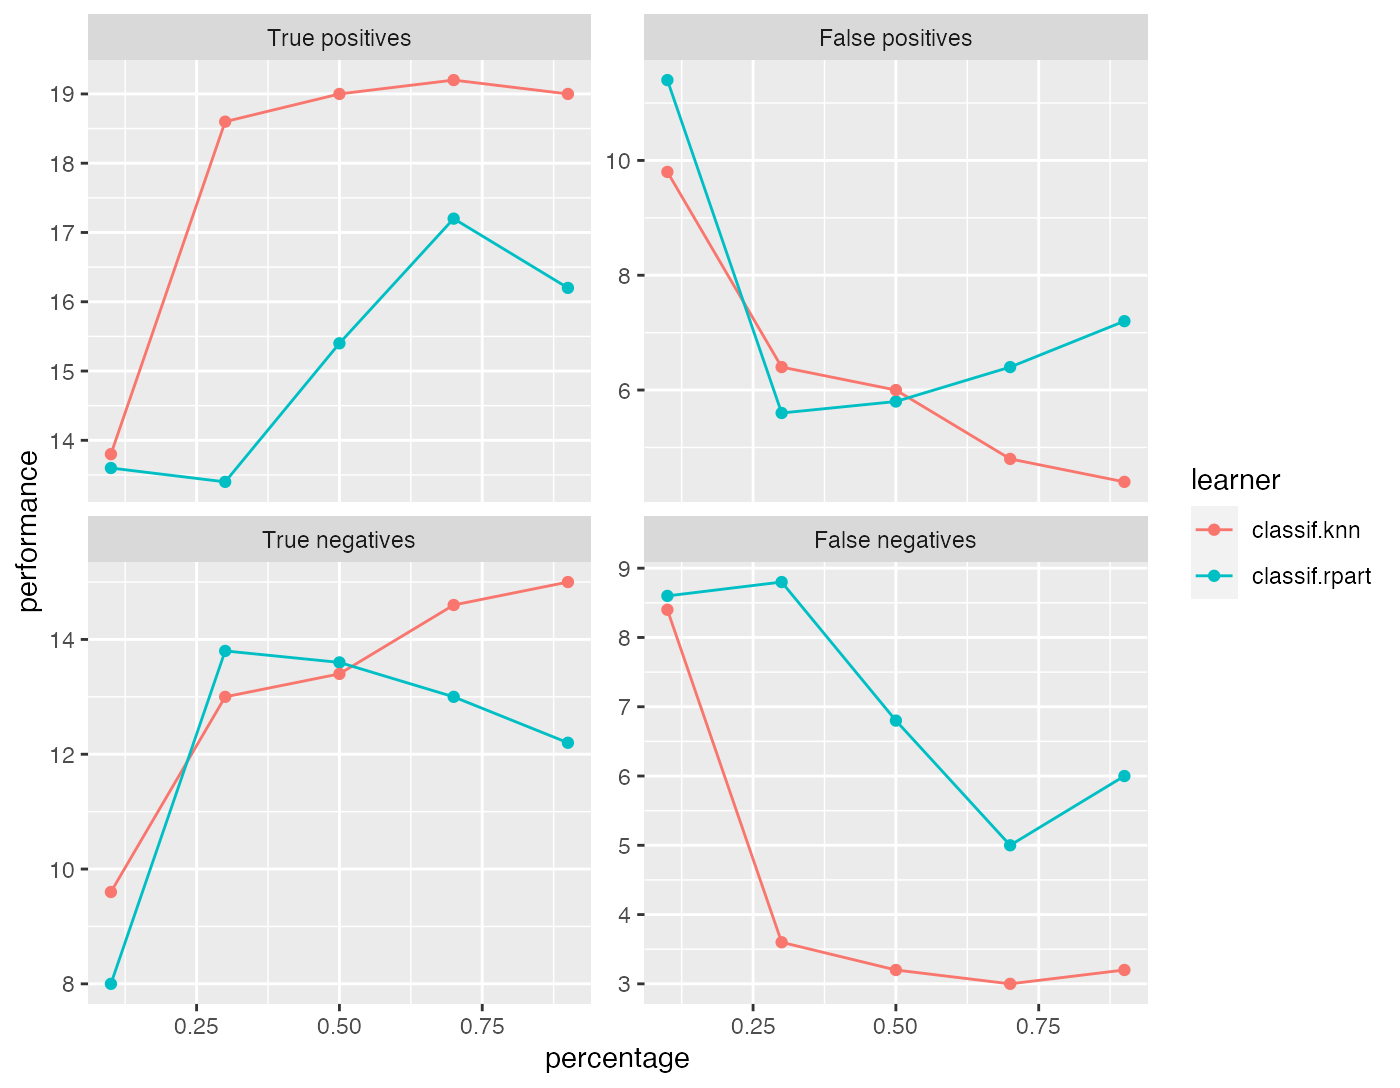 True positives
False positives
19
18
17
16
15
14
10
8
6
performance
True negatives
False negatives
14
12
10
8
9
8
7
6
5
4
3
0.25
0.50
0.75
0.25
0.50
0.75
percentage
learner
classif.knn
classif.rpart